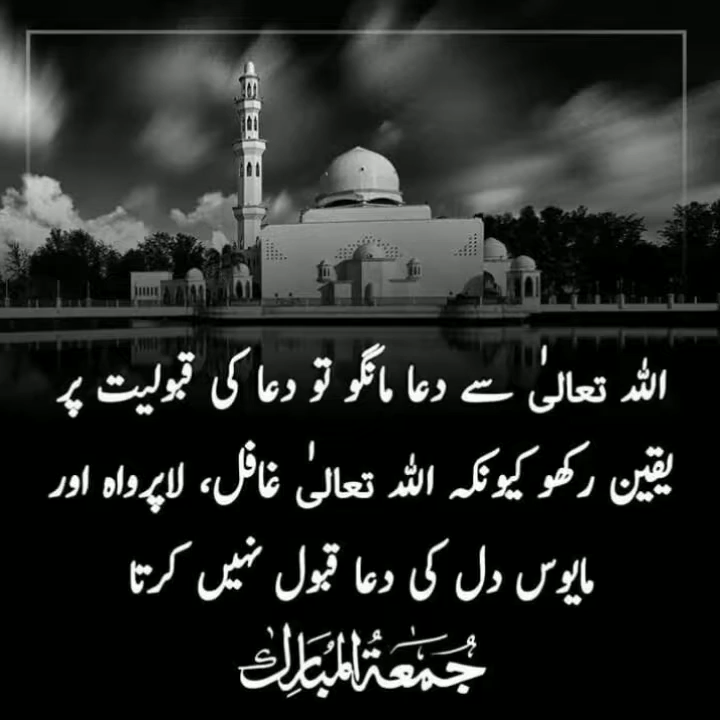 اللہ تعالیٰ سے دعا مانگو تو دعا کی قبولیت پر
یقین رکھو کیونکہ اللہ تعالیٰ غافل، لاپرواہ اور
مایوس دل کی دعا قبول نہیں کرتا
جُمُعَۃُ المُبَارِك